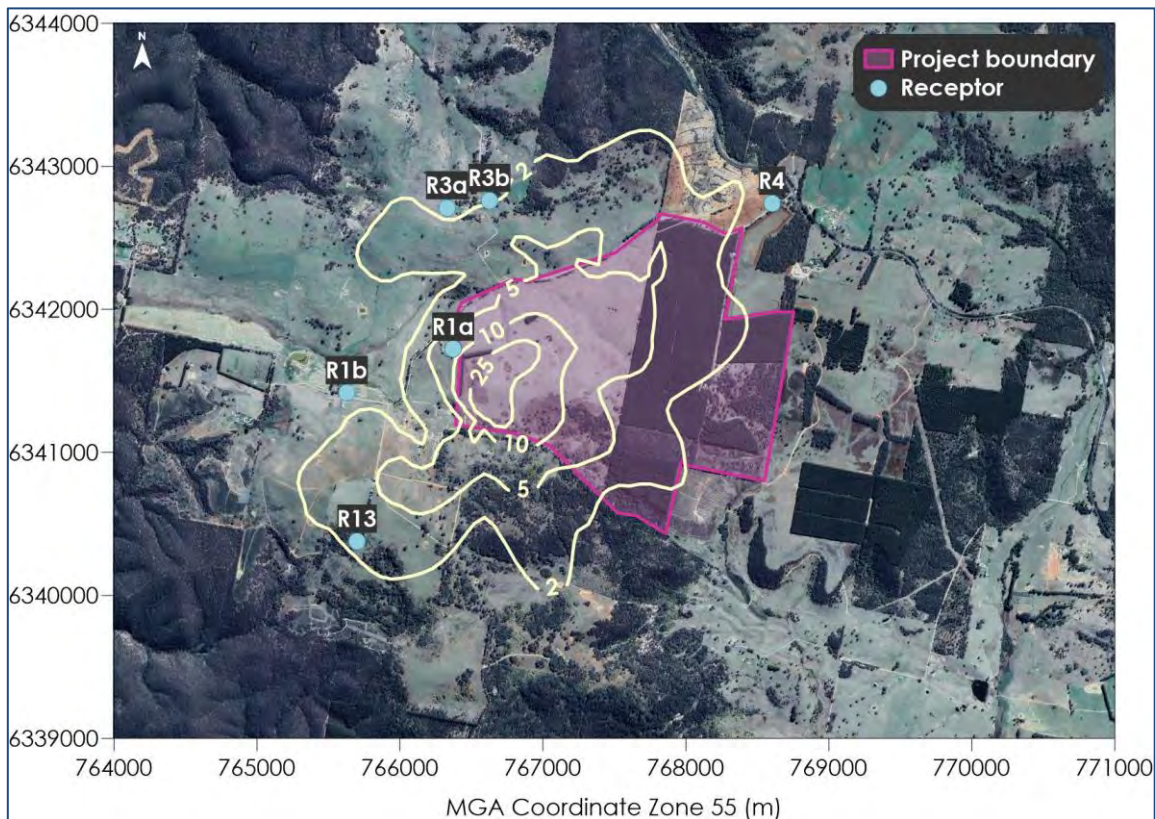 6344000
N
Project boundary
Receptor
6343000
R3a
R3b
2
R4
6342000
5
R1a
10
25
R1b
6341000
10
5
R13
6340000
2
6339000
764000 765000 766000 767000 768000 769000 770000 771000
MGA Coordinate Zone 55 (m)